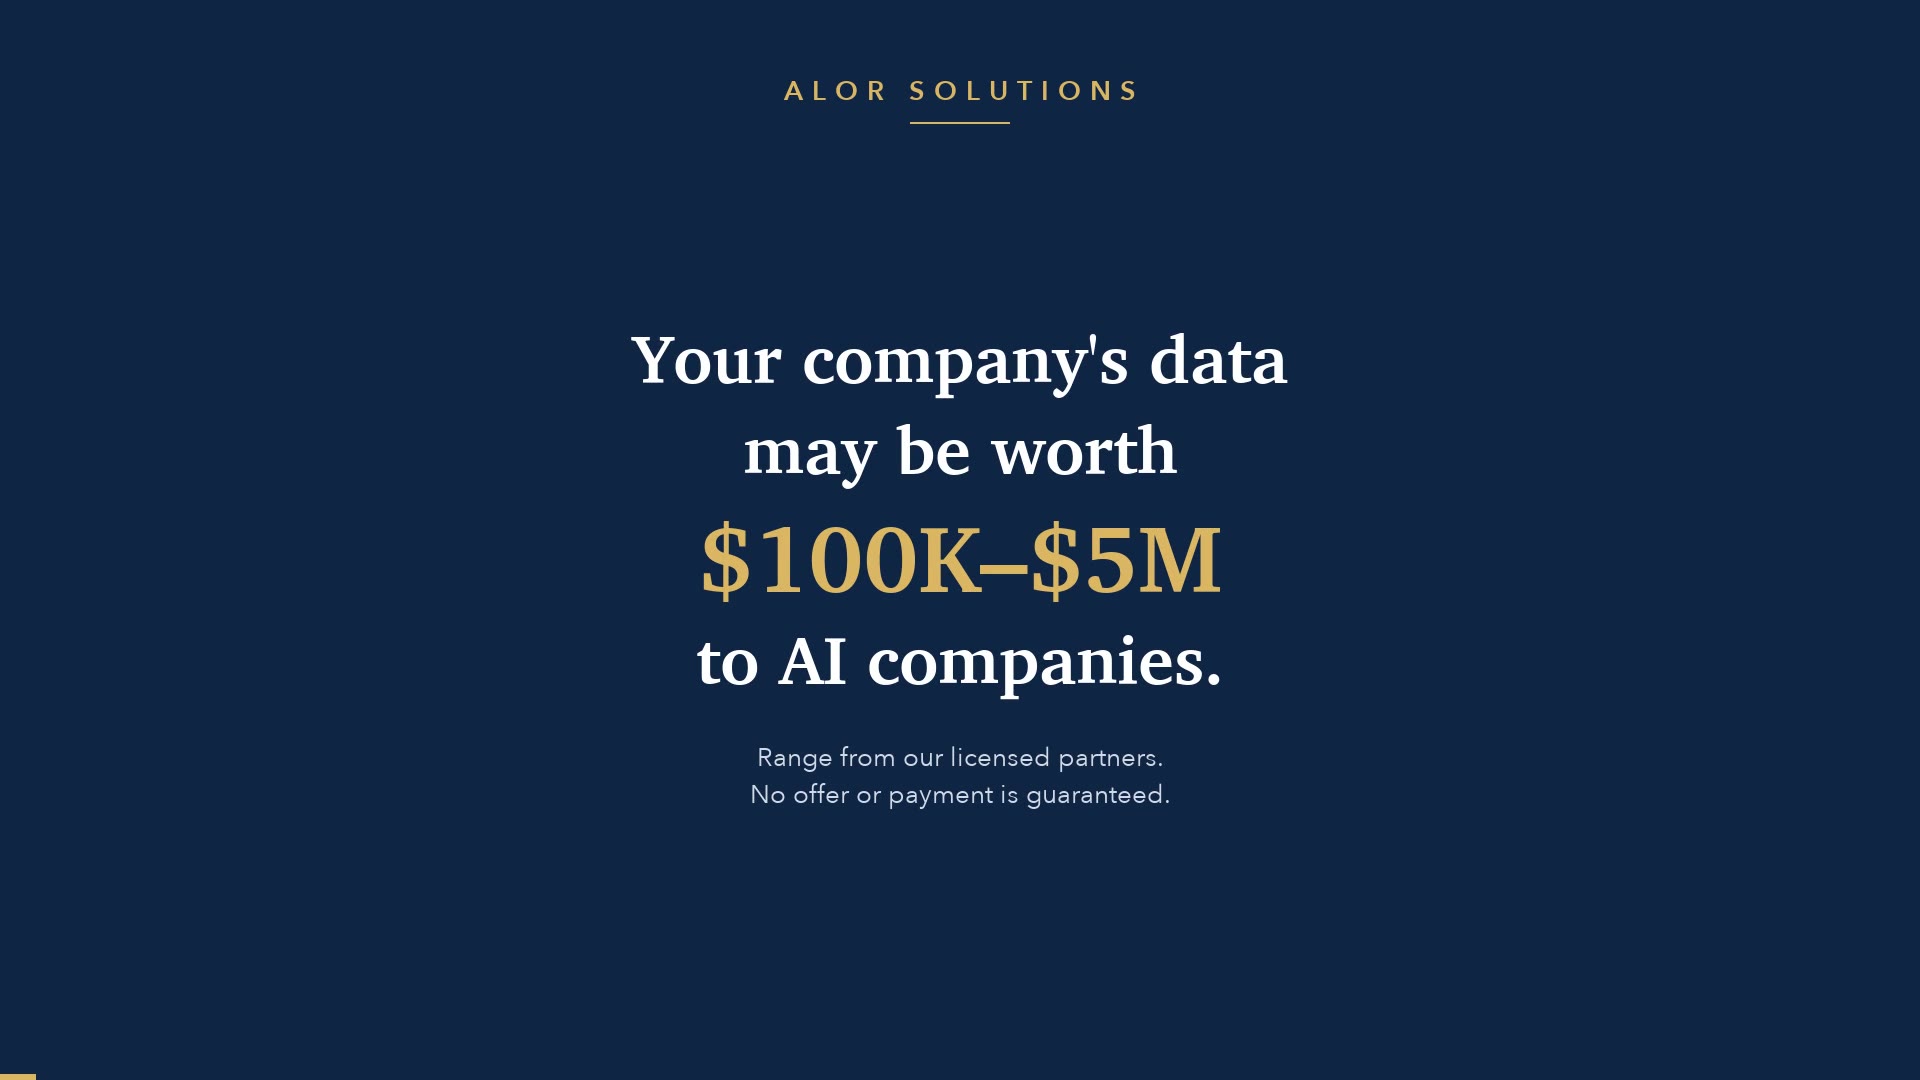 ALOR SOLUTIONS
Your company's data
may be worth
$100K–$5M
to AI companies.
Range from our licensed partners.
No offer or payment is guaranteed.